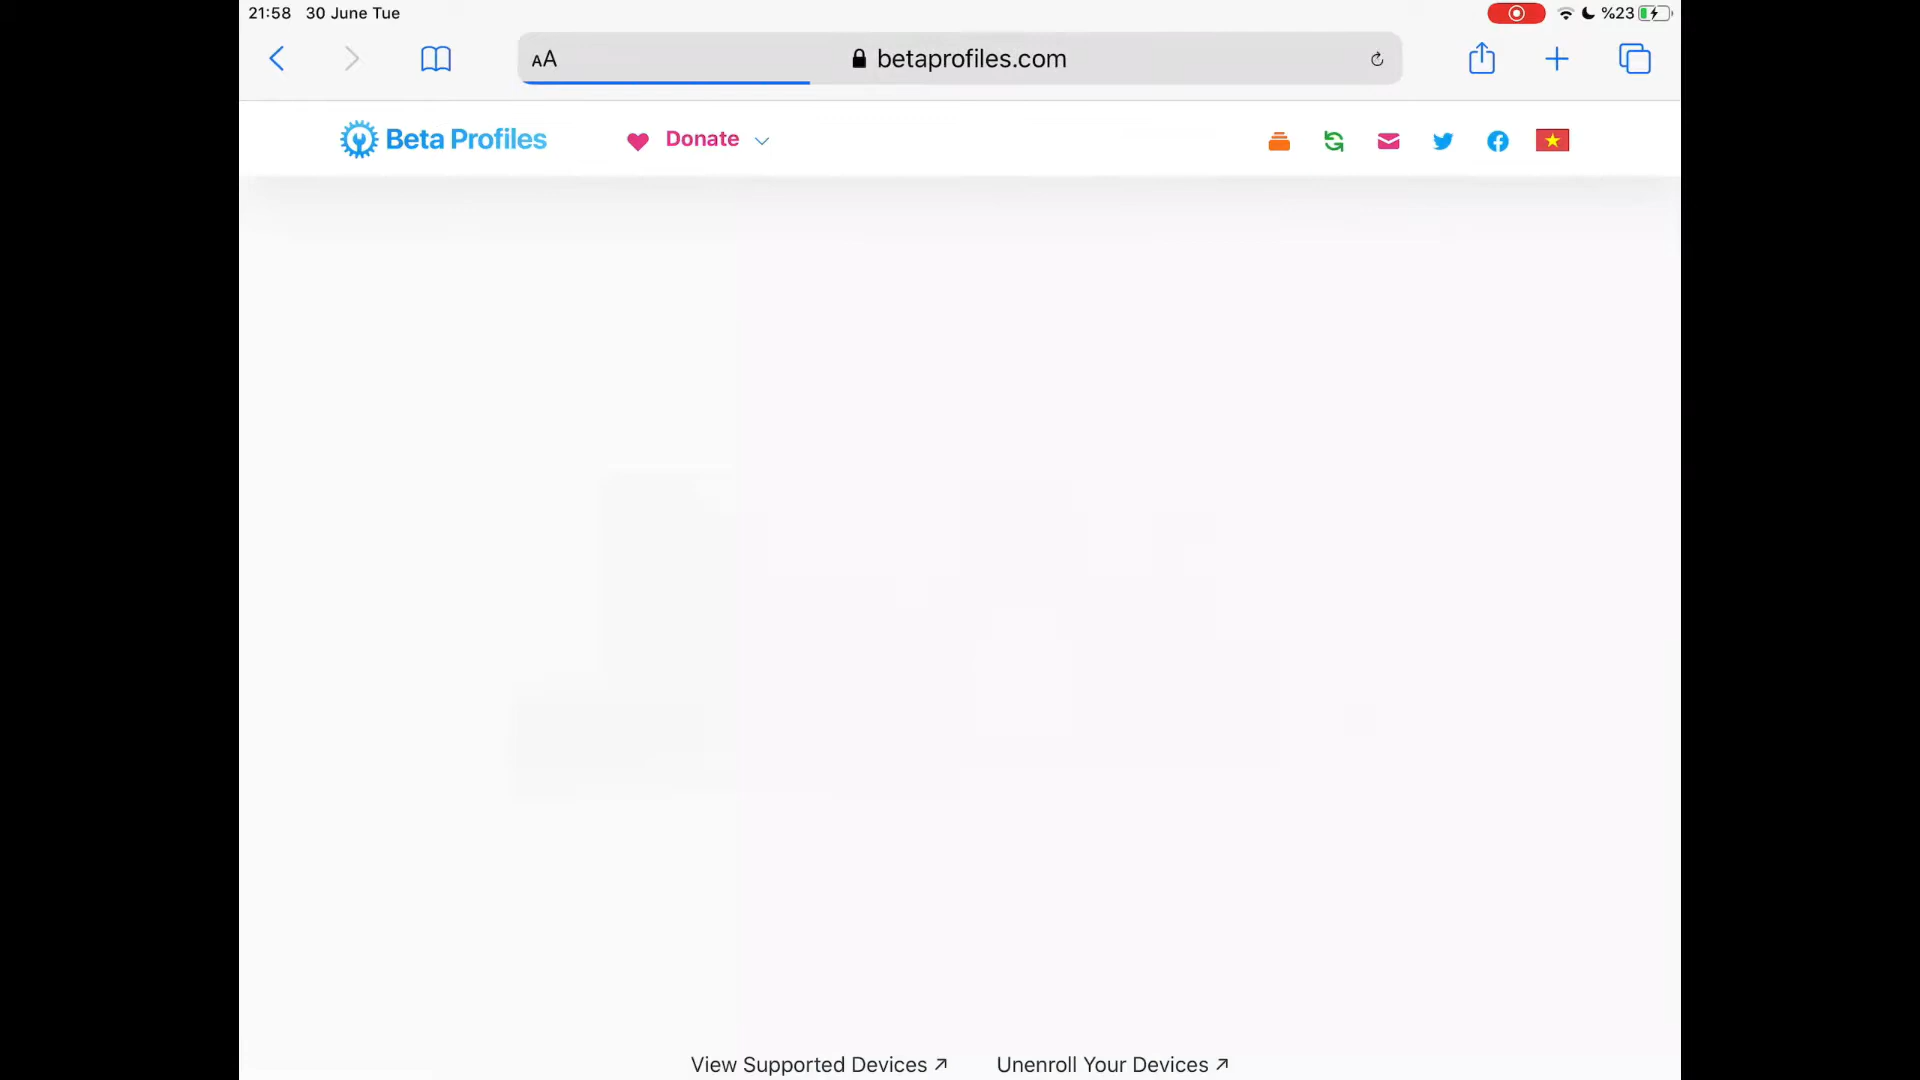 21:58 30 June Tue
%23
AA
betaprofiles.com
Beta Profiles
Donate
View Supported Devices ↗
Unenroll Your Devices ↗